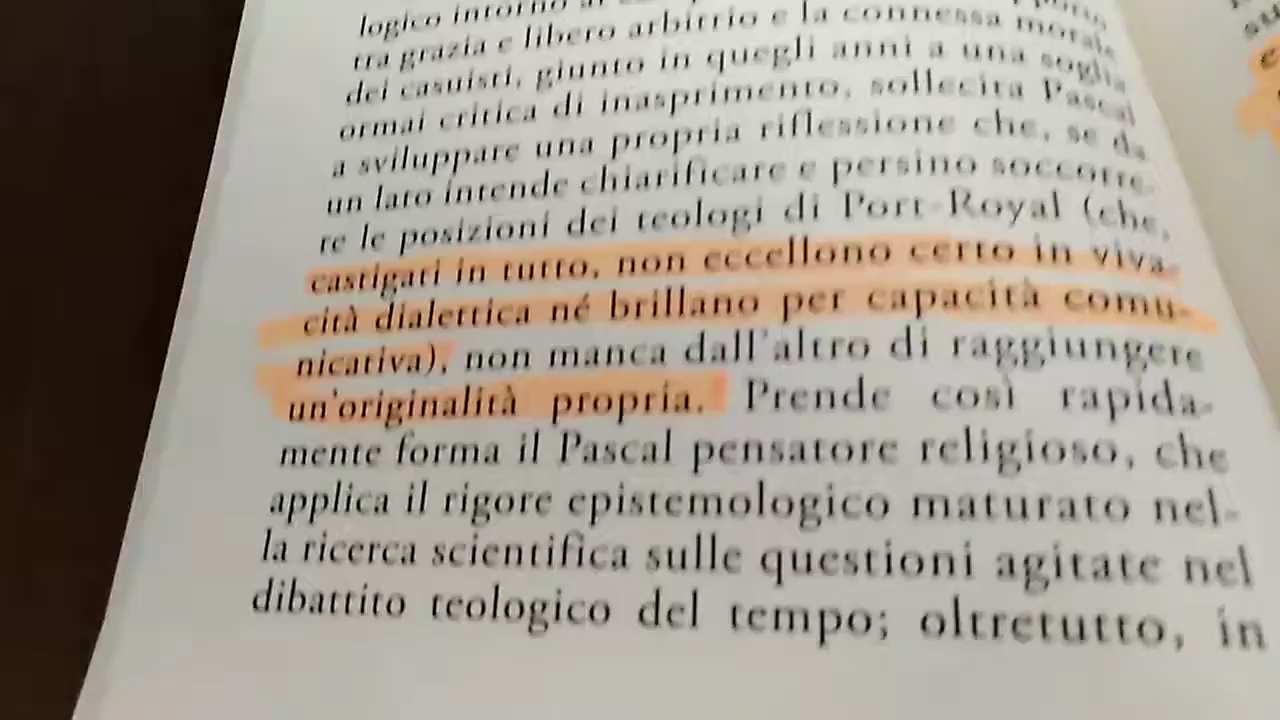 logico intorno al
tra grazia e libero arbitrio e la connessa morale
dei casuisti, giunto in quegli anni a una soglia
ormai critica di inasprimento, sollecita Pascal
a sviluppare una propria riflessione che, se da
un lato intende chiarificare e persino soccorre-
re le posizioni dei teologi di Port-Royal (che,
castigati in tutto, non eccellono certo in viva-
cità dialettica né brillano per capacità comu-
nicativa), non manca dall'altro di raggiungere
un'originalità propria. Prende così rapida-
mente forma il Pascal pensatore religioso, che
applica il rigore epistemologico maturato nel-
la ricerca scientifica sulle questioni agitate nel
dibattito teologico del tempo; oltretutto, in